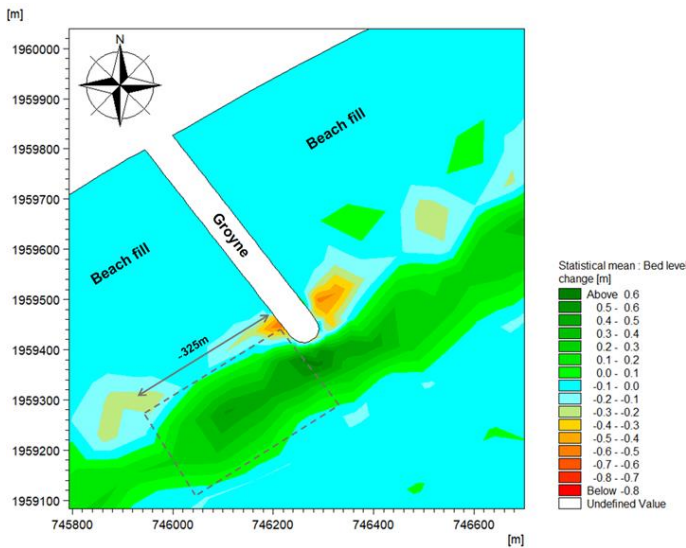 [m]
1960000
1959900
1959800
1959700
1959600
1959500
1959400
1959300
1959200
1959100
745800
746000
746200
746400
746600
[m]
N
Beach fill
Beach fill
Groyne
~325m
Statistical mean : Bed level
change [m]
Above 0.6
0.5 - 0.6
0.4 - 0.5
0.3 - 0.4
0.2 - 0.3
0.1 - 0.2
0.0 - 0.1
-0.1 - 0.0
-0.2 - -0.1
-0.3 - -0.2
-0.4 - -0.3
-0.5 - -0.4
-0.6 - -0.5
-0.7 - -0.6
-0.8 - -0.7
Below -0.8
Undefined Value